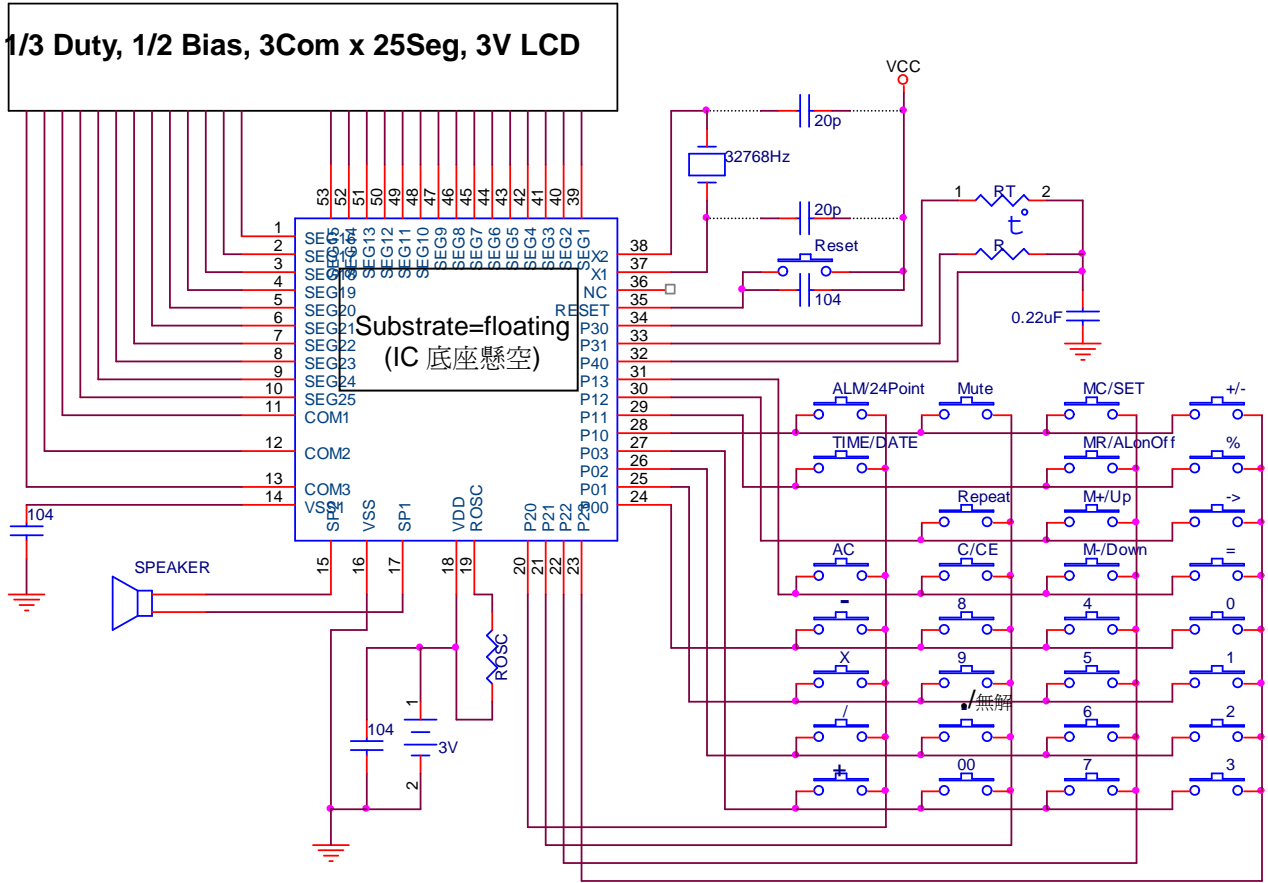 1/3 Duty, 1/2 Bias, 3Com x 25Seg, 3V LCD
VCC
20p
32768Hz
20p
Reset
104
1 RT 2
t°
R
0.22uF
53 52 51 50 49 48 47 46 45 44 43 42 41 40 39
SEG15 SEG14 SEG13 SEG12 SEG11 SEG10 SEG9 SEG8 SEG7 SEG6 SEG5 SEG4 SEG3 SEG2 SEG1
1 SEG16
2 SEG17
3 SEG18
4 SEG19
5 SEG20
6 SEG21
7 SEG22
8 SEG23
9 SEG24
10 SEG25
11 COM1
12 COM2
13 COM3
14 VSS1
Substrate=floating
(IC 底座懸空)
X2 38
X1 37
NC 36
RESET 35
P30 34
P31 33
P40 32
P13 31
P12 30
P11 29
P10 28
P03 27
P02 26
P01 25
P00 24
SP2 VSS SP1 VDD ROSC P20 P21 P22 P23
15 16 17 18 19 20 21 22 23
104
SPEAKER
ROSC
104
1
3V
2
ALM/24Point Mute MC/SET +/-
TIME/DATE MR/ALonOff %
Repeat M+/Up ->
AC C/CE M-/Down =
- 8 4 0
X 9 5 1
/ ./無解 6 2
+ 00 7 3